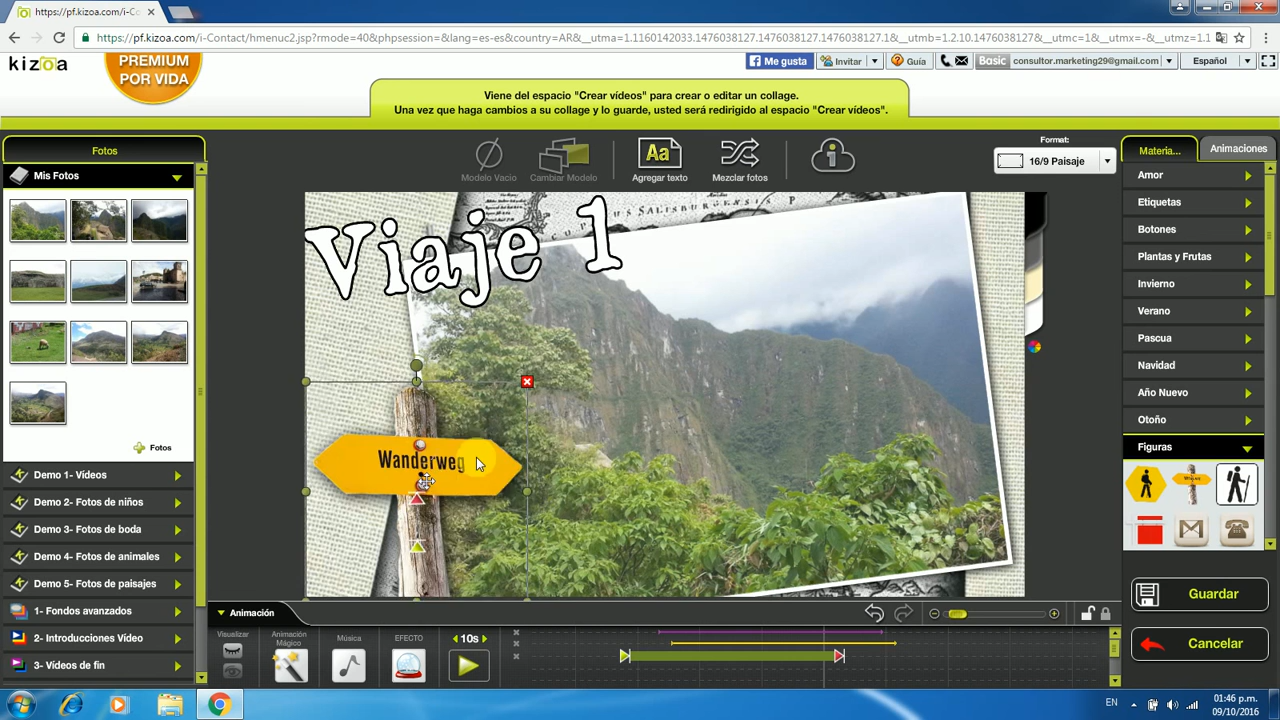 https://pf.kizoa.com/i-Co
https://pf.kizoa.com/i-Contact/hmenuc2.jsp?rmode=40&phpsession=&lang=es-es&country=AR&__utma=1.1160142033.1476038127.1476038127.1476038127.1&__utmb=1.2.10.1476038127&__utmc=1&__utmx=-&__utmz=1.1
kizoa
PREMIUM
POR VIDA
Me gusta
Invitar
Guía
Basic
consultor.marketing29@gmail.com
Español
Viene del espacio "Crear vídeos" para crear o editar un collage.
Una vez que haga cambios a su collage y lo guarde, usted será redirigido al espacio "Crear vídeos".
Fotos
Mis Fotos
Fotos
Demo 1- Vídeos
Demo 2- Fotos de niños
Demo 3- Fotos de boda
Demo 4- Fotos de animales
Demo 5- Fotos de paisajes
1- Fondos avanzados
2- Introducciones Vídeo
3- Vídeos de fin
Modelo Vacio
Cambiar Modelo
Aa
Agregar texto
Mezclar fotos
Format:
16/9 Paisaje
US SALISBURGENSIS P
Viaje 1
Wanderweg
Materia...
Animaciones
Amor
Etiquetas
Botones
Plantas y Frutas
Invierno
Verano
Pascua
Navidad
Año Nuevo
Otoño
Figuras
Guardar
Cancelar
Animación
Visualizar
Animación
Mágico
Música
EFECTO
10s
EN
01:46 p.m.
09/10/2016